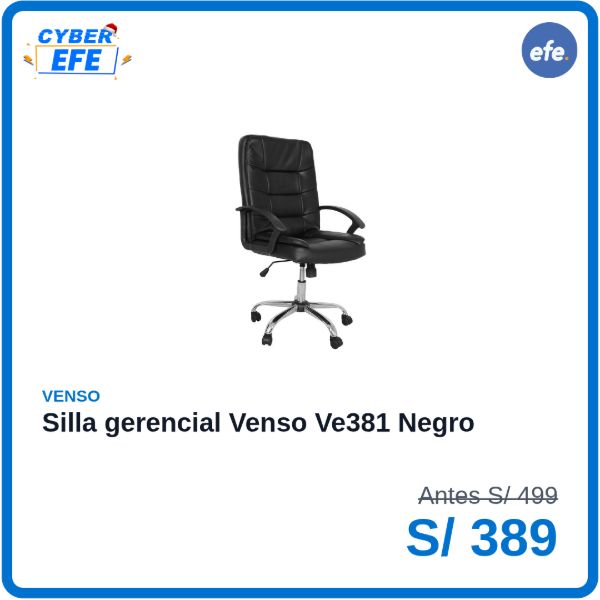 CYBER
EFE
efe.
VENSO
Silla gerencial Venso Ve381 Negro
Antes S/ 499
S/ 389